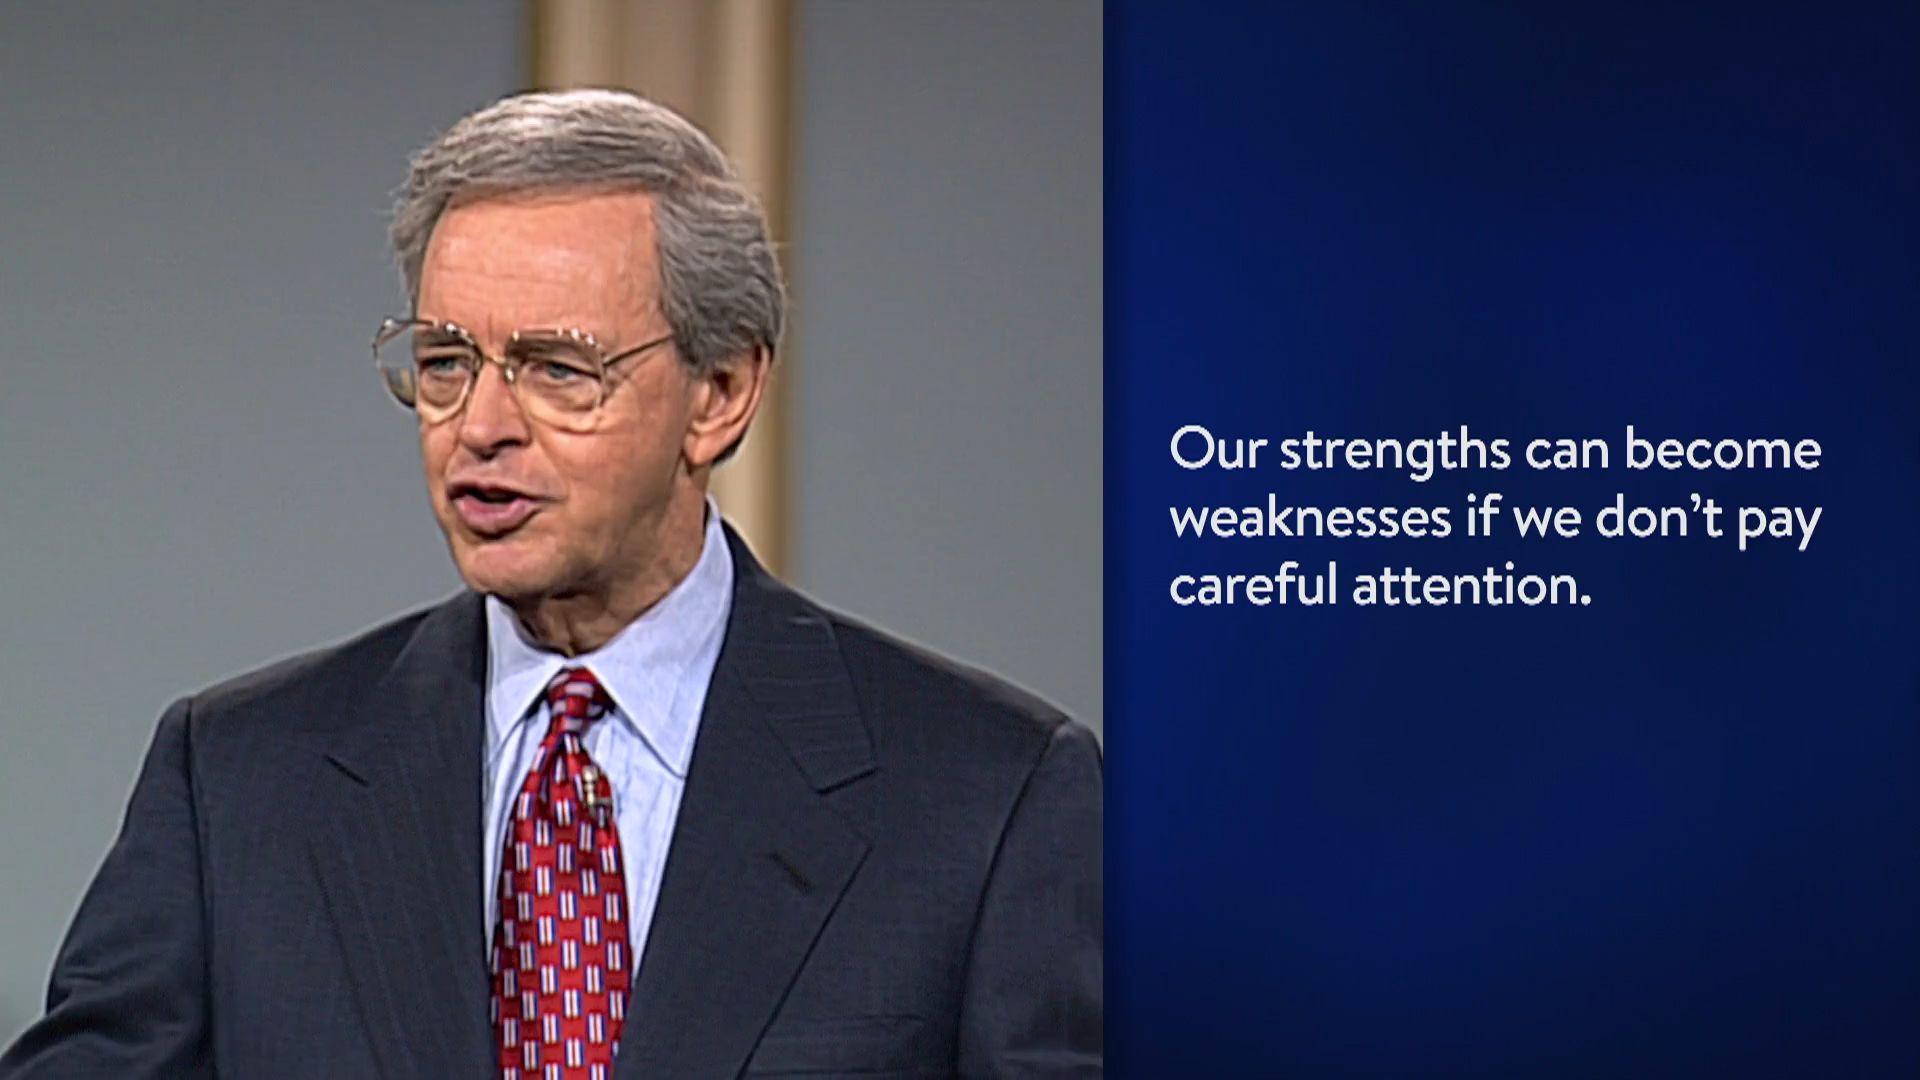 Our strengths can become
weaknesses if we don’t pay
careful attention.